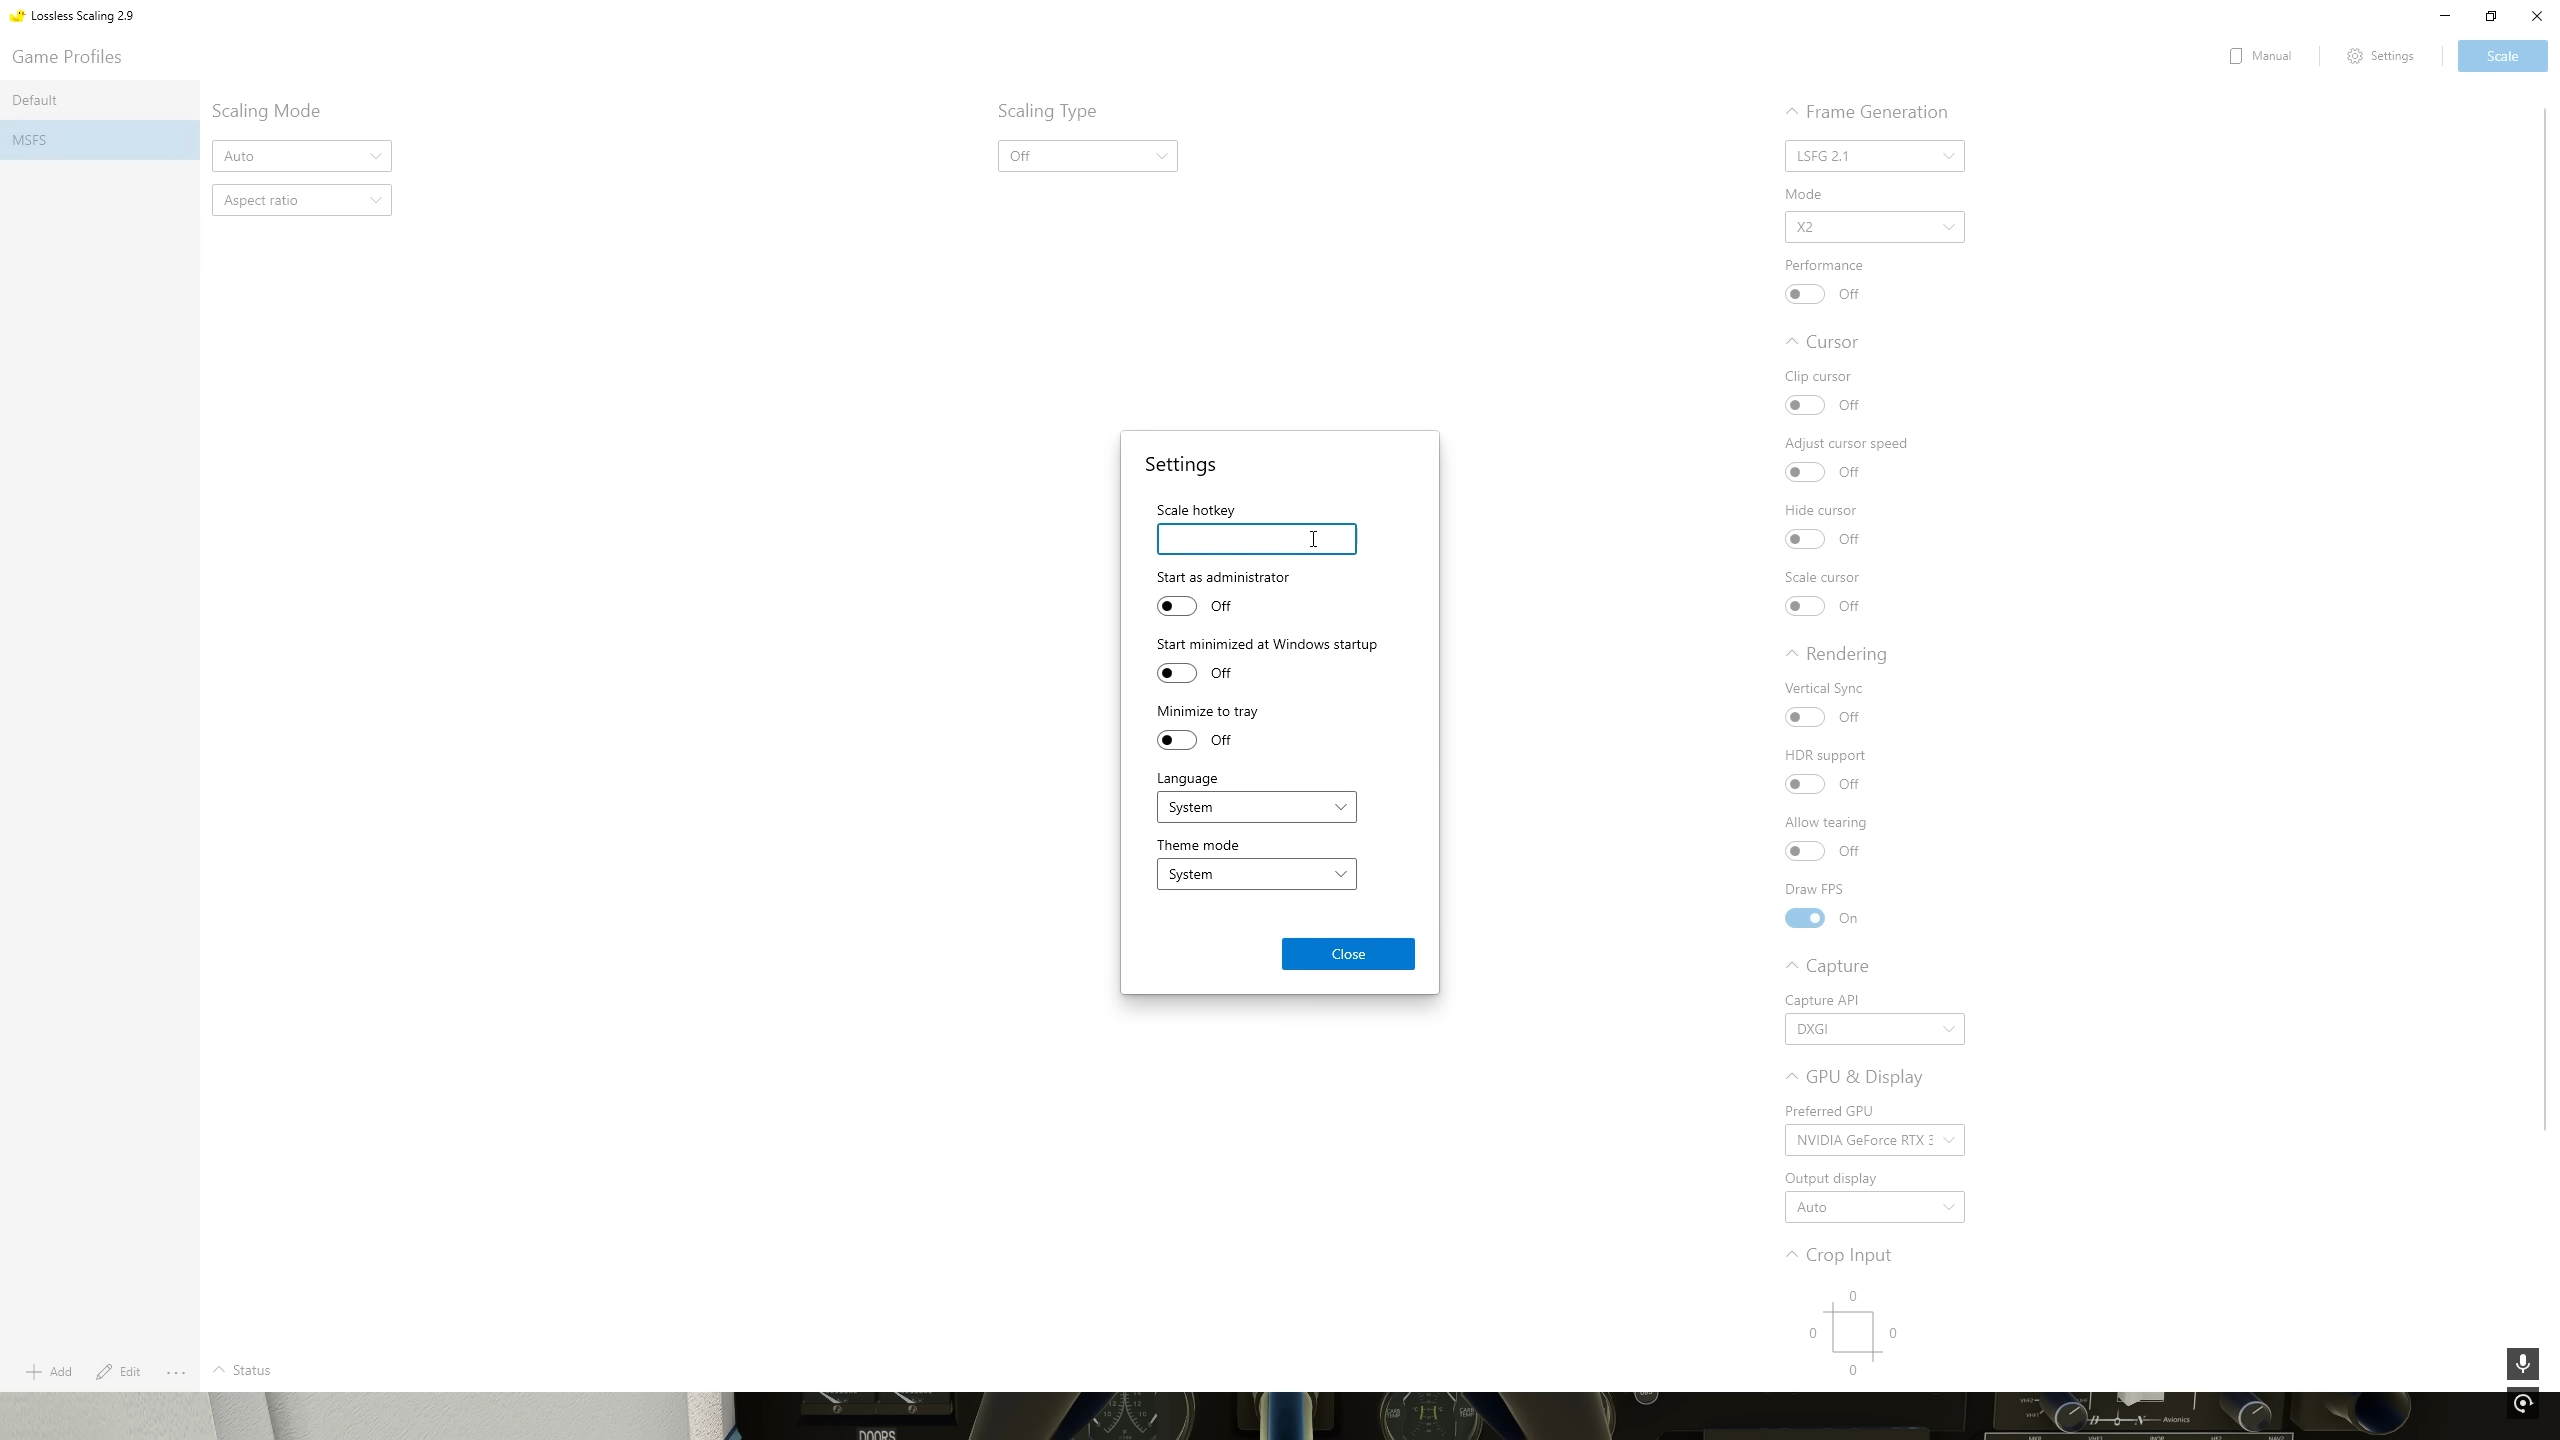 Lossless Scaling 2.9
Game Profiles
Manual
Settings
Scale
Default
MSFS
Scaling Mode
Auto
Aspect ratio
Scaling Type
Off
Frame Generation
LSFG 2.1
Mode
X2
Performance
Off
Cursor
Clip cursor
Off
Adjust cursor speed
Off
Hide cursor
Off
Scale cursor
Off
Rendering
Vertical Sync
Off
HDR support
Off
Allow tearing
Off
Draw FPS
On
Capture
Capture API
DXGI
GPU & Display
Preferred GPU
NVIDIA GeForce RTX
Output display
Auto
Crop Input
0
0 0
0
Settings
Scale hotkey
Start as administrator
Off
Start minimized at Windows startup
Off
Minimize to tray
Off
Language
System
Theme mode
System
Close
Add
Edit
...
Status
DOORS
CARB TEMP
CARB TEMP
Avionics